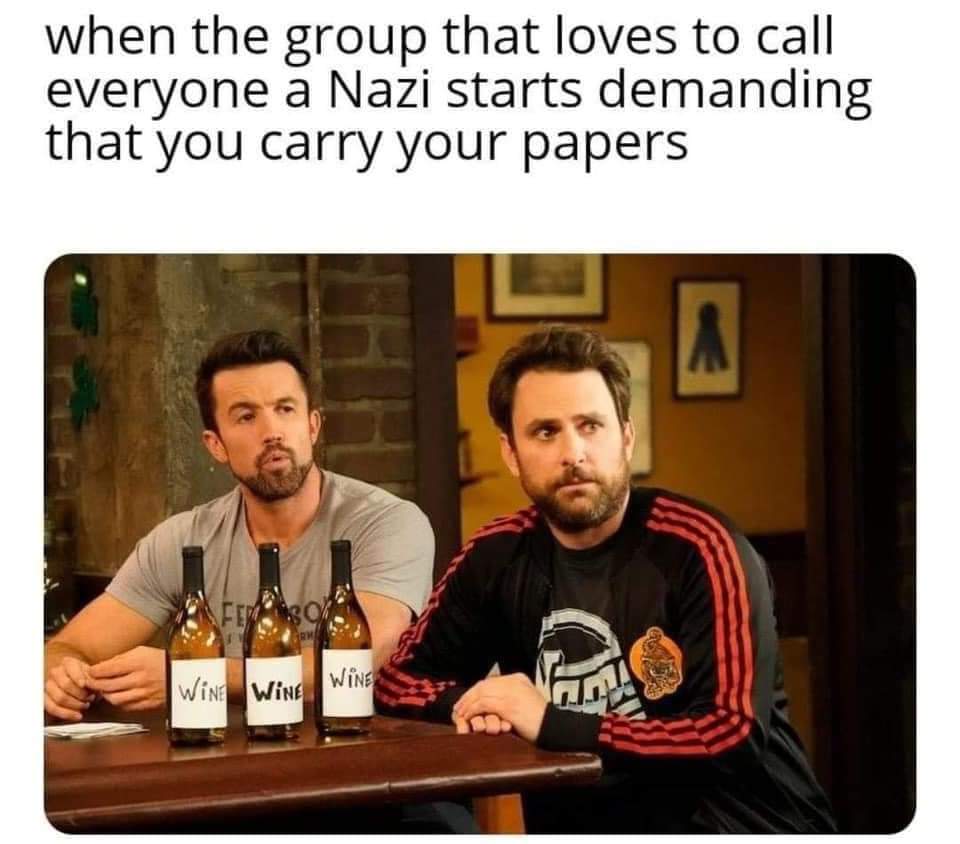 when the group that loves to call
everyone a Nazi starts demanding
that you carry your papers
WiNE
WiNE
WiNE